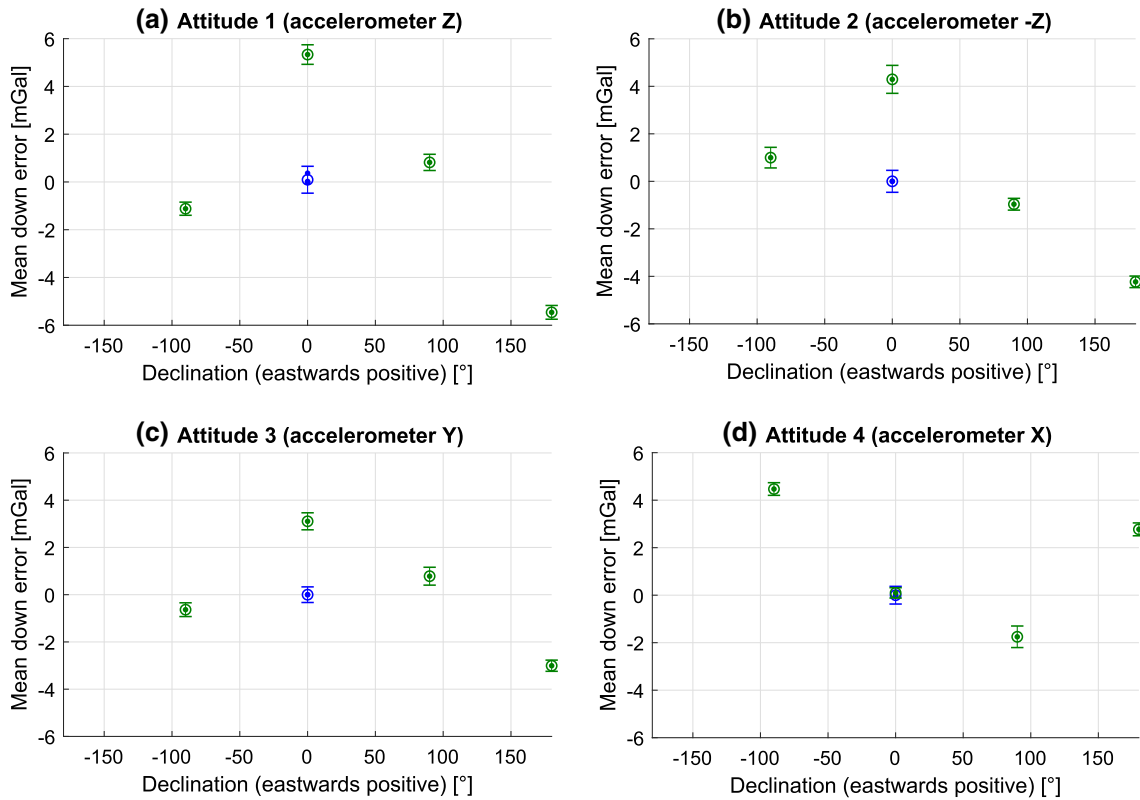 (a) Attitude 1 (accelerometer Z)
6
4
2
0
-2
-4
-6
Mean down error [mGal]
-150 -100 -50 0 50 100 150
Declination (eastwards positive) [°]
(b) Attitude 2 (accelerometer -Z)
6
4
2
0
-2
-4
-6
Mean down error [mGal]
-150 -100 -50 0 50 100 150
Declination (eastwards positive) [°]
(c) Attitude 3 (accelerometer Y)
6
4
2
0
-2
-4
-6
Mean down error [mGal]
-150 -100 -50 0 50 100 150
Declination (eastwards positive) [°]
(d) Attitude 4 (accelerometer X)
6
4
2
0
-2
-4
-6
Mean down error [mGal]
-150 -100 -50 0 50 100 150
Declination (eastwards positive) [°]